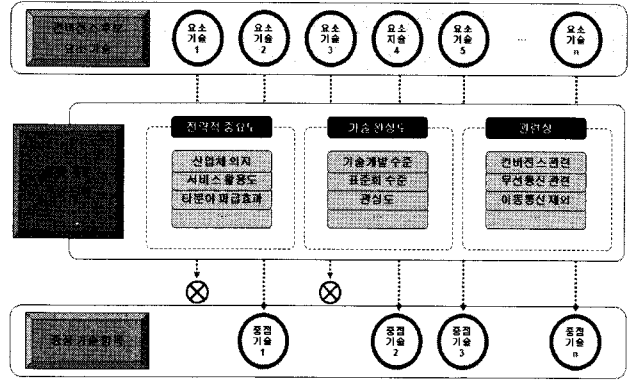 컨버전스후보
요소기술
요소
기술
1
요소
기술
2
요소
기술
3
요소
지술
4
요소
기술
5
...
요소
기술
n
전략적 중요도
산업체 의지
서비스 활용도
타분야 파급효과
...
기술 완성도
기술개발 수준
표준화 수준
관심도
...
관련성
컨버전스 관련
무선통신 관련
이동통신 제외
...
중점 기술항목
중점
기술
1
중점
기술
2
중점
기술
3
중점
기술
n